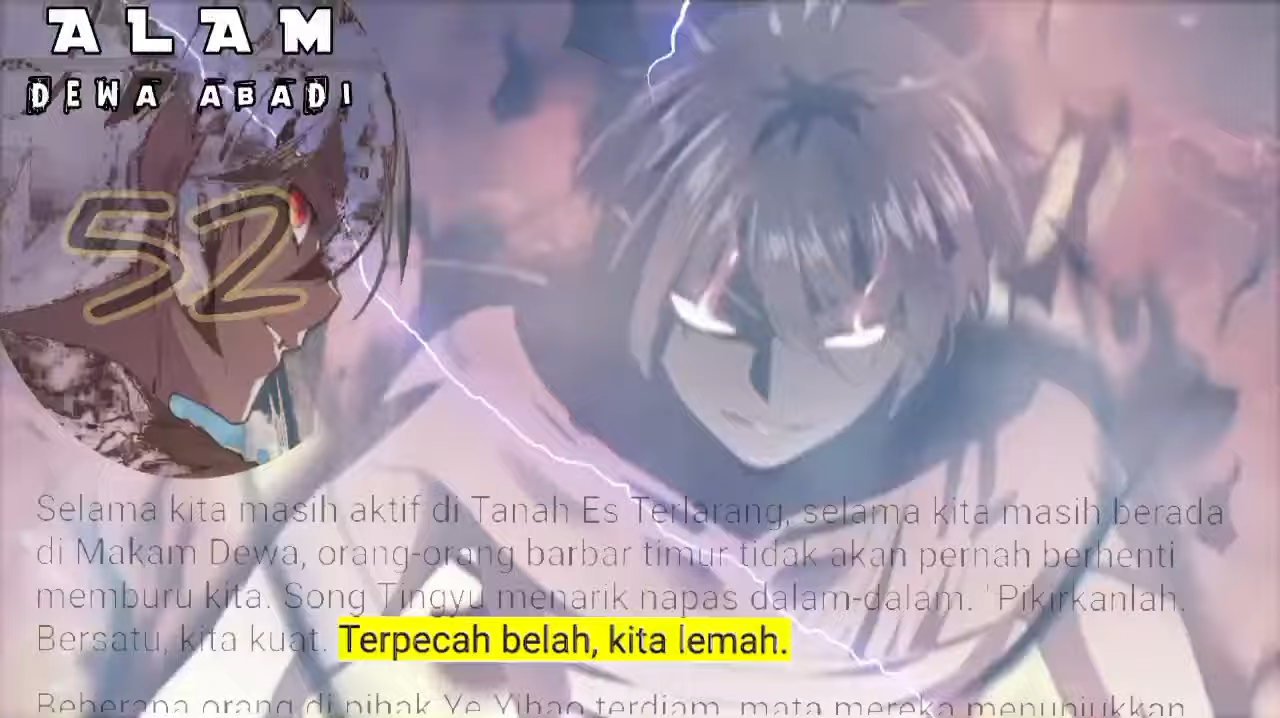 ALAM
DEWA ABADI
52
Selama kita masih aktif di Tanah Es Terlarang, selama kita masih berada
di Makam Dewa, orang-orang barbar timur tidak akan pernah berhenti
memburu kita. Song Tingyu menarik napas dalam-dalam. 'Pikirkanlah.
Bersatu, kita kuat. Terpecah belah, kita lemah.
Beberapa orang di pihak Ye Yihao terdiam, mata mereka menunjukkan